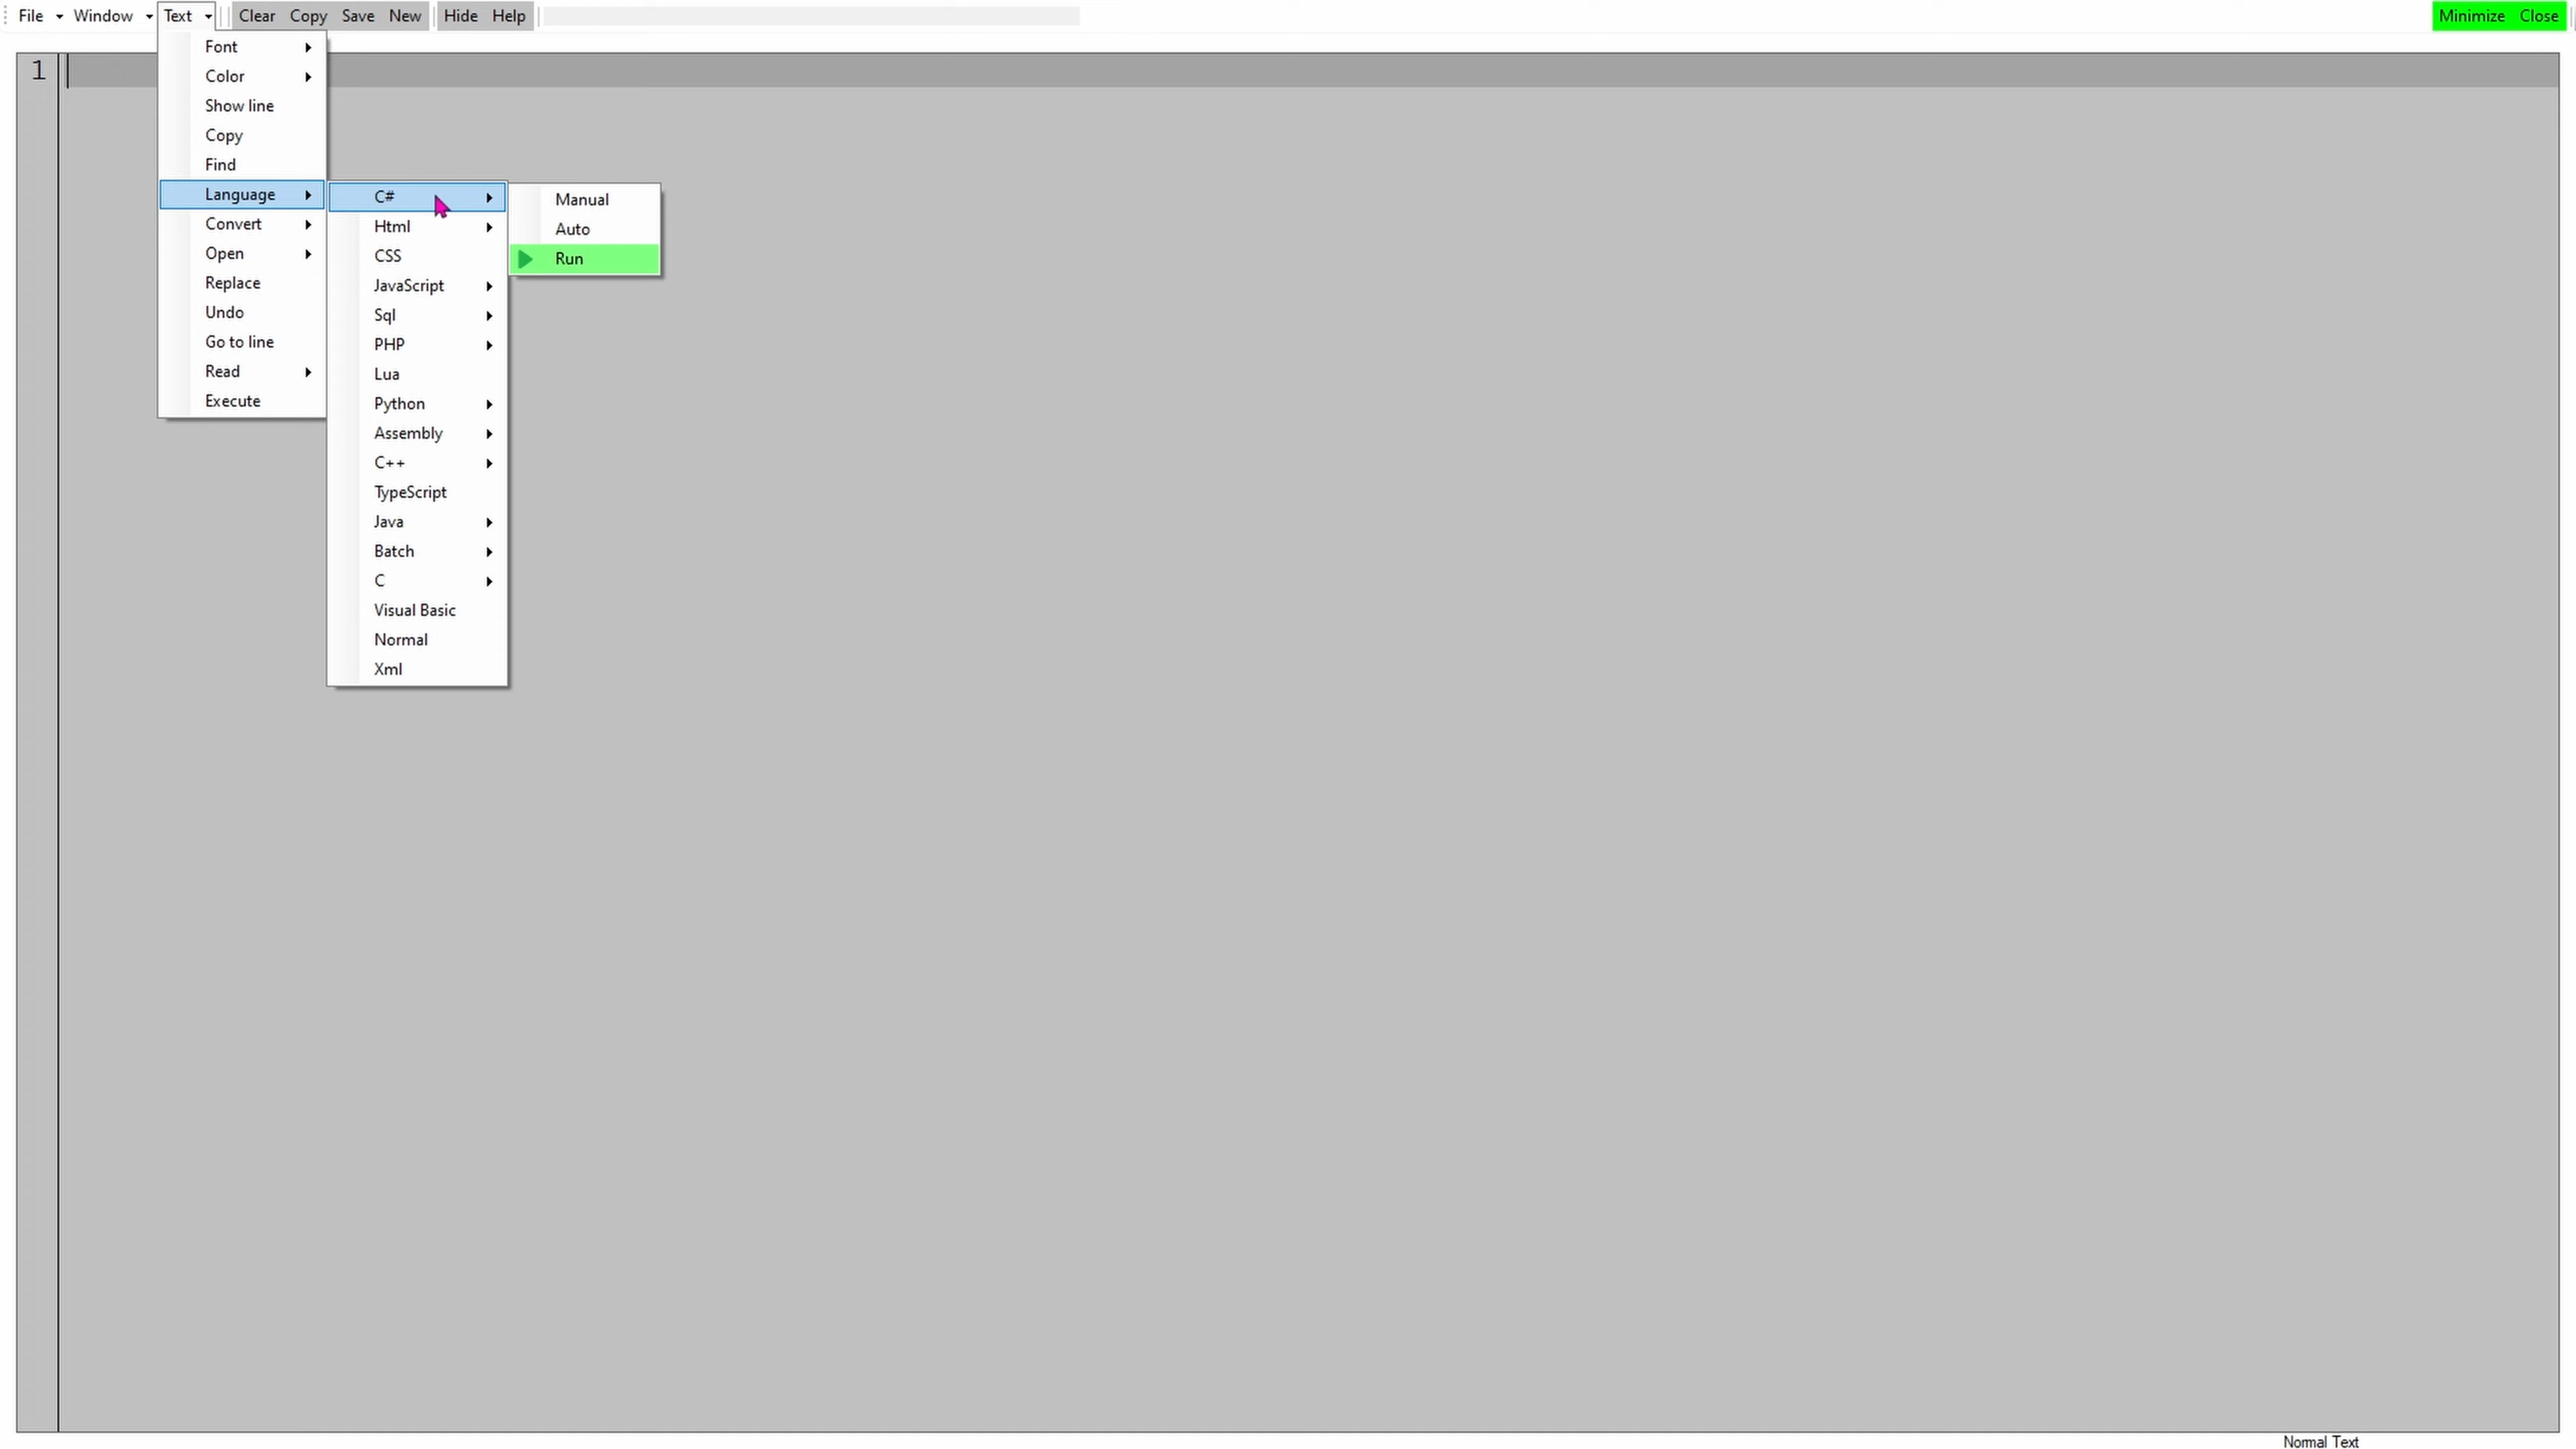 File Window Text Clear Copy Save New Hide Help Minimize Close
1
Font
Color
Show line
Copy
Find
Language
Convert
Open
Replace
Undo
Go to line
Read
Execute
C#
Html
CSS
JavaScript
Sql
PHP
Lua
Python
Assembly
C++
TypeScript
Java
Batch
C
Visual Basic
Normal
Xml
Manual
Auto
Run
Normal Text